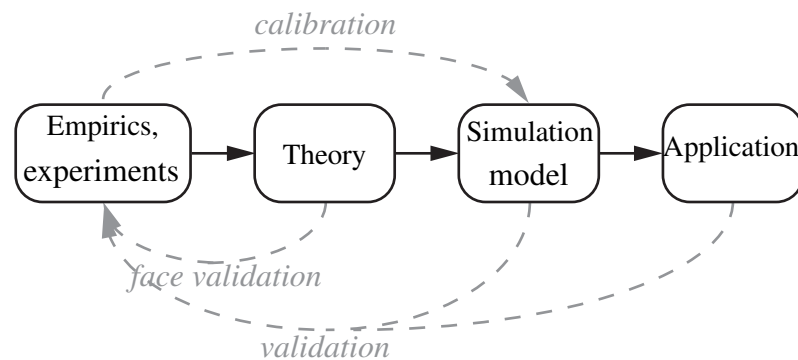 calibration
Empirics,
experiments
Theory
Simulation
model
Application
face validation
validation